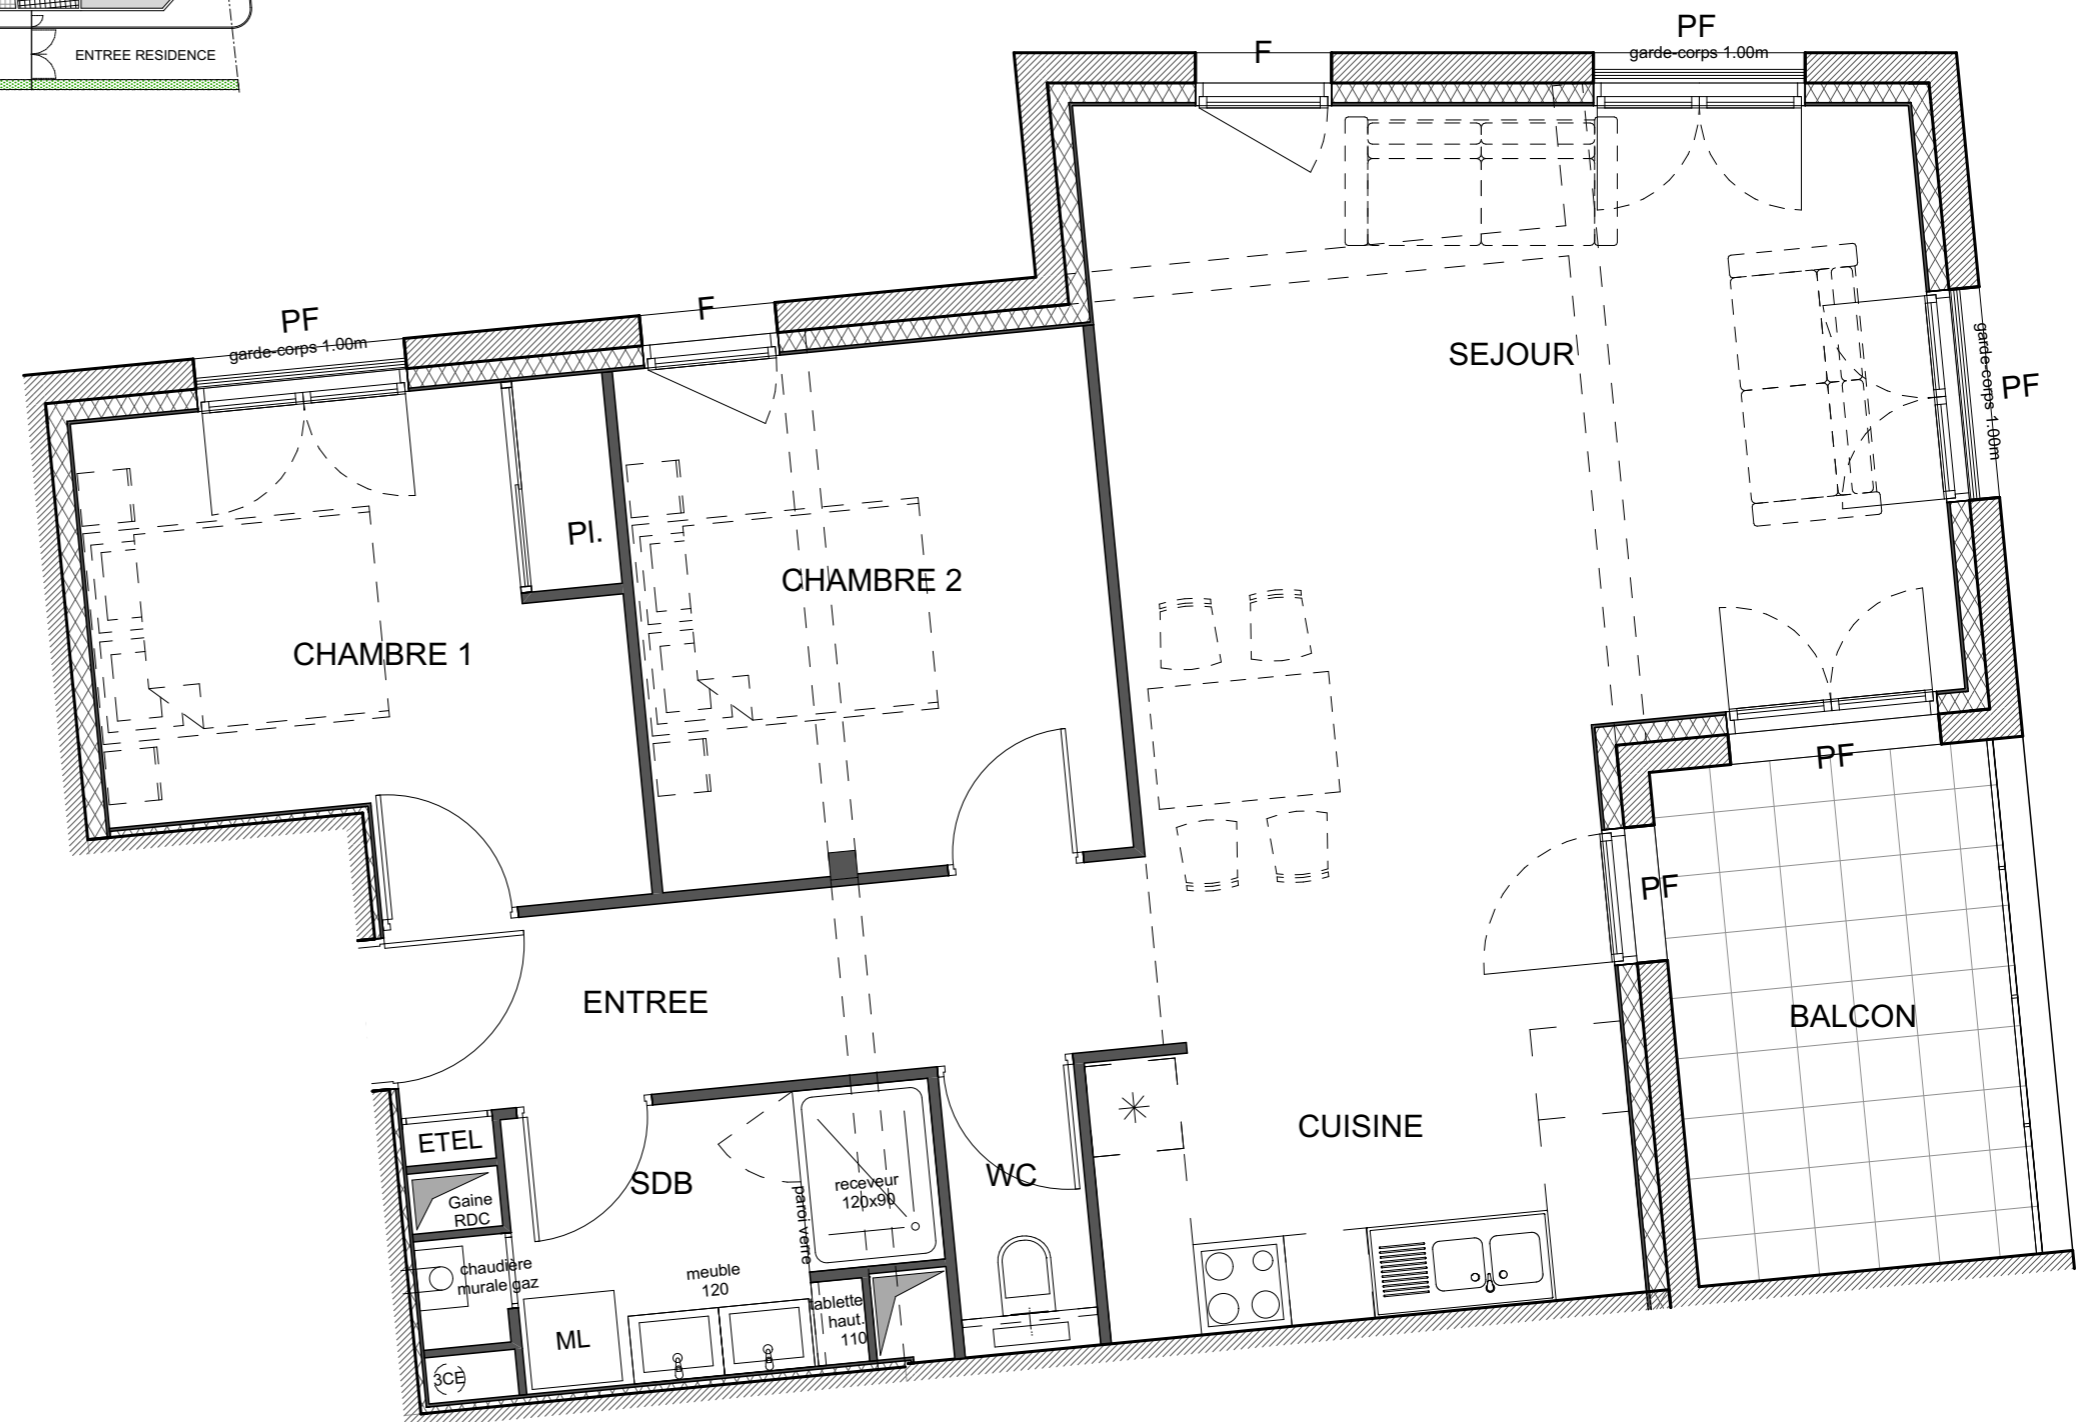 ENTREE RESIDENCE
PF
garde-corps 1.00m
F
PF
garde-corps 1.00m
F
SEJOUR
garde-corps 1.00m
PF
Pl.
CHAMBRE 2
CHAMBRE 1
PF
PF
ENTREE
BALCON
CUISINE
ETEL
SDB
WC
receveur
120x90
Gaine
RDC
paroi verre
chaudière
murale gaz
meuble
120
tablette
haut.
110
ML
3CE